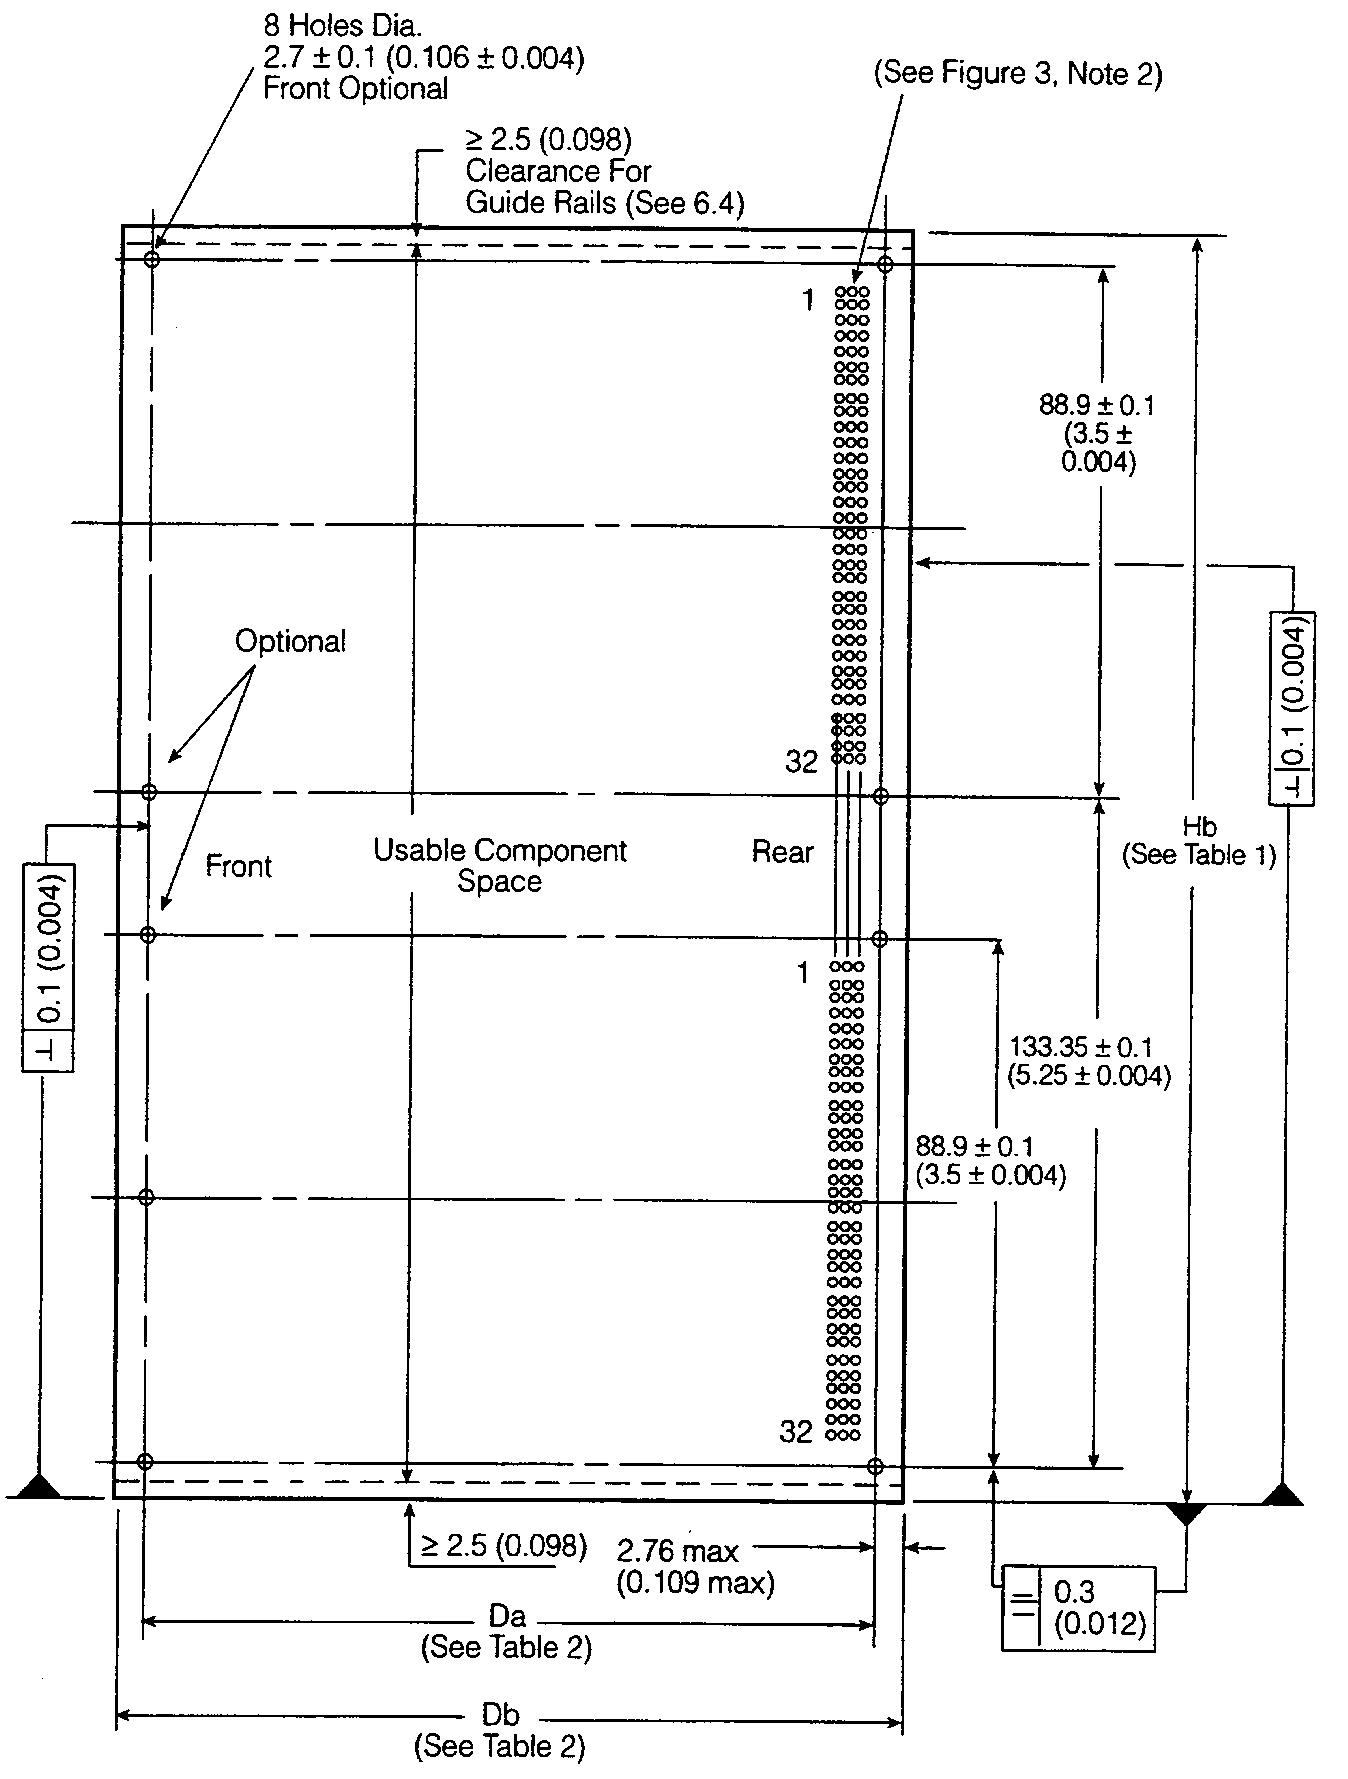 8 Holes Dia.
2.7 ± 0.1 (0.106 ± 0.004)
Front Optional
(See Figure 3, Note 2)
≥ 2.5 (0.098)
Clearance For
Guide Rails (See 6.4)
1
88.9 ± 0.1
(3.5 ±
0.004)
Optional
⊥ 0.1 (0.004)
32
Hb
(See Table 1)
Front
Usable Component
Space
Rear
⊥ 0.1 (0.004)
1
133.35 ± 0.1
(5.25 ± 0.004)
88.9 ± 0.1
(3.5 ± 0.004)
32
≥ 2.5 (0.098)
2.76 max
(0.109 max)
0.3
(0.012)
Da
(See Table 2)
Db
(See Table 2)